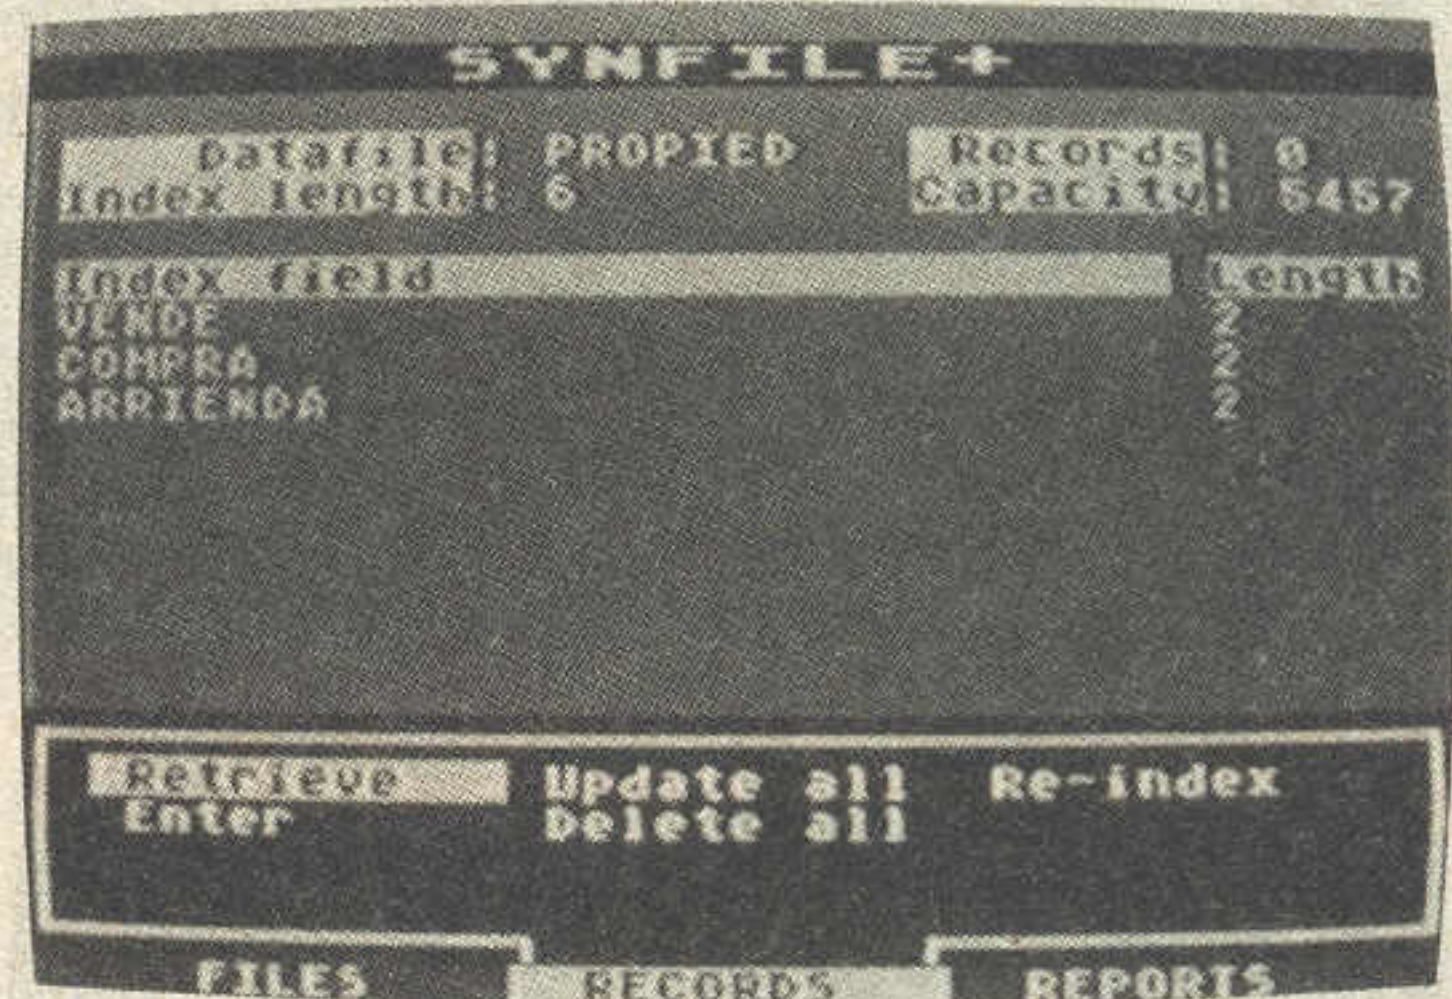 SYNFILE+
Datafile: PROPIED Records: 0
Index length: 6 Capacity: 5457
Index field Length
VENDE 2
COMPRA 2
ARRIENDA 2
Retrieve Update all Re-index
Enter Delete all
FILES RECORDS REPORTS